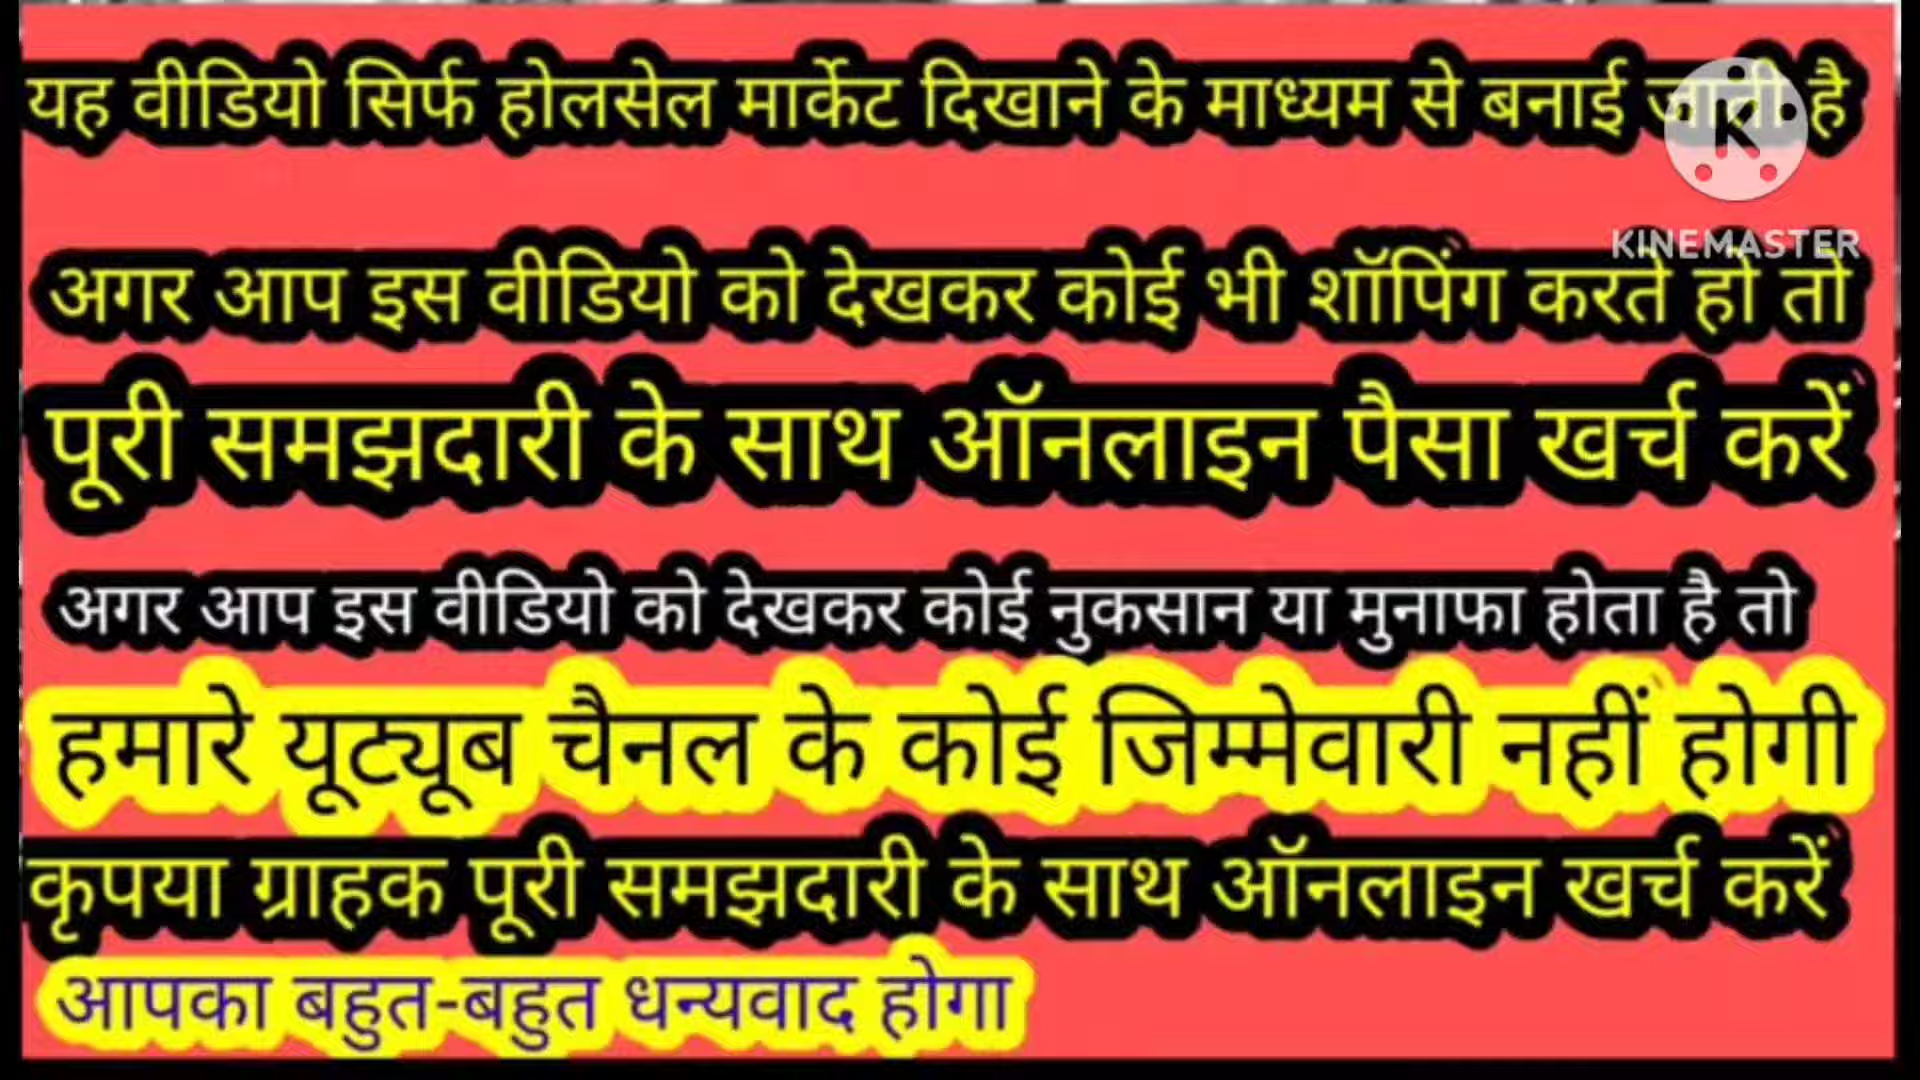 यह वीडियो सिर्फ होलसेल मार्केट दिखाने के माध्यम से बनाई जाती है
KINEMASTER
अगर आप इस वीडियो को देखकर कोई भी शॉपिंग करते हो तो
पूरी समझदारी के साथ ऑनलाइन पैसा खर्च करें
अगर आप इस वीडियो को देखकर कोई नुकसान या मुनाफा होता है तो
हमारे यूट्यूब चैनल के कोई जिम्मेवारी नहीं होगी
कृपया ग्राहक पूरी समझदारी के साथ ऑनलाइन खर्च करें
आपका बहुत-बहुत धन्यवाद होगा